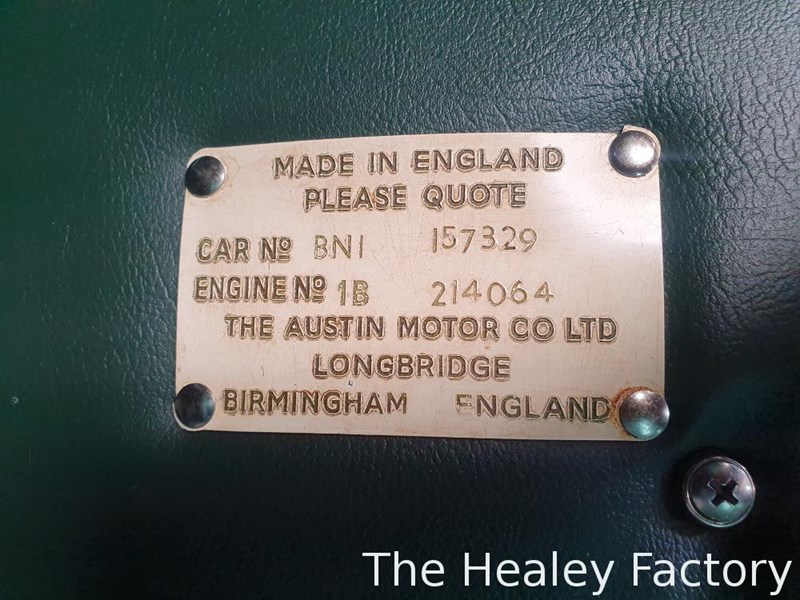 MADE IN ENGLAND
PLEASE QUOTE
CAR Nº BN1 157329
ENGINE Nº 1B 214064
THE AUSTIN MOTOR CO LTD
LONGBRIDGE
BIRMINGHAM ENGLAND
The Healey Factory